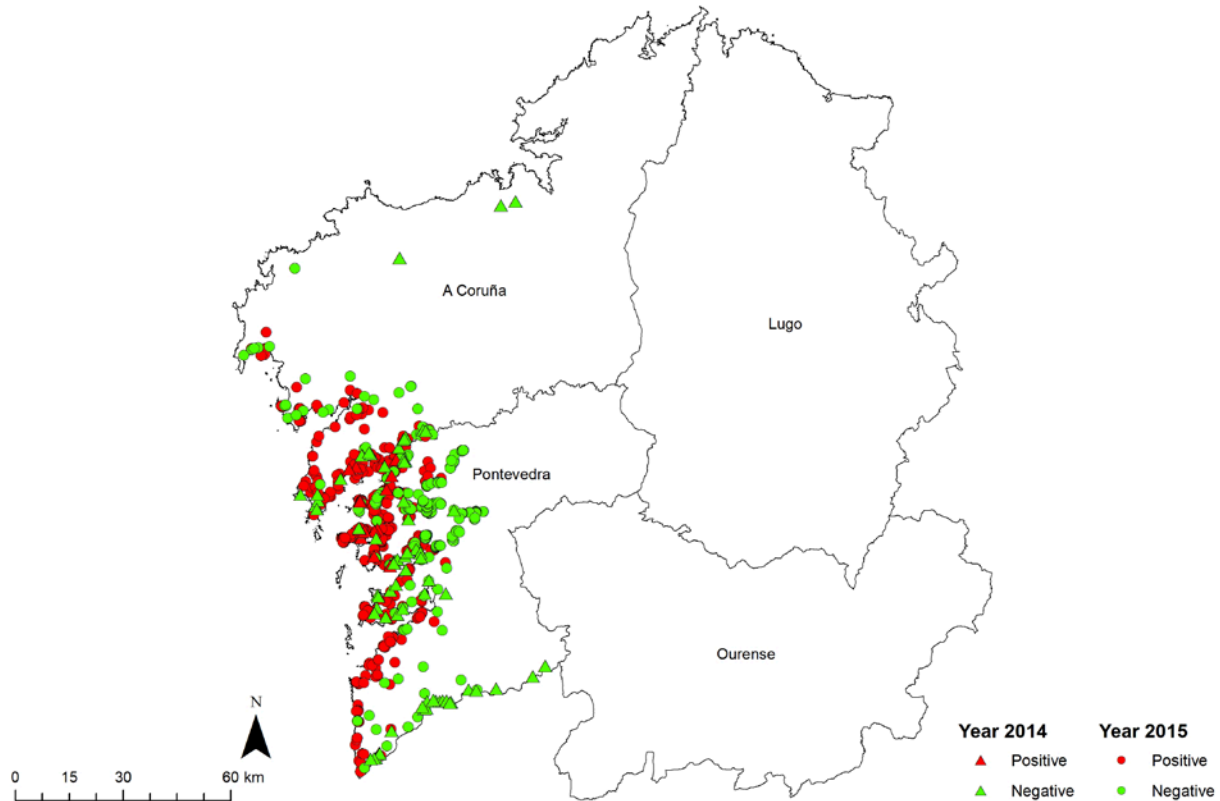 A Coruña
Lugo
Pontevedra
Ourense
N
Year 2014 Year 2015
Positive Positive
Negative Negative
0 15 30 60 km